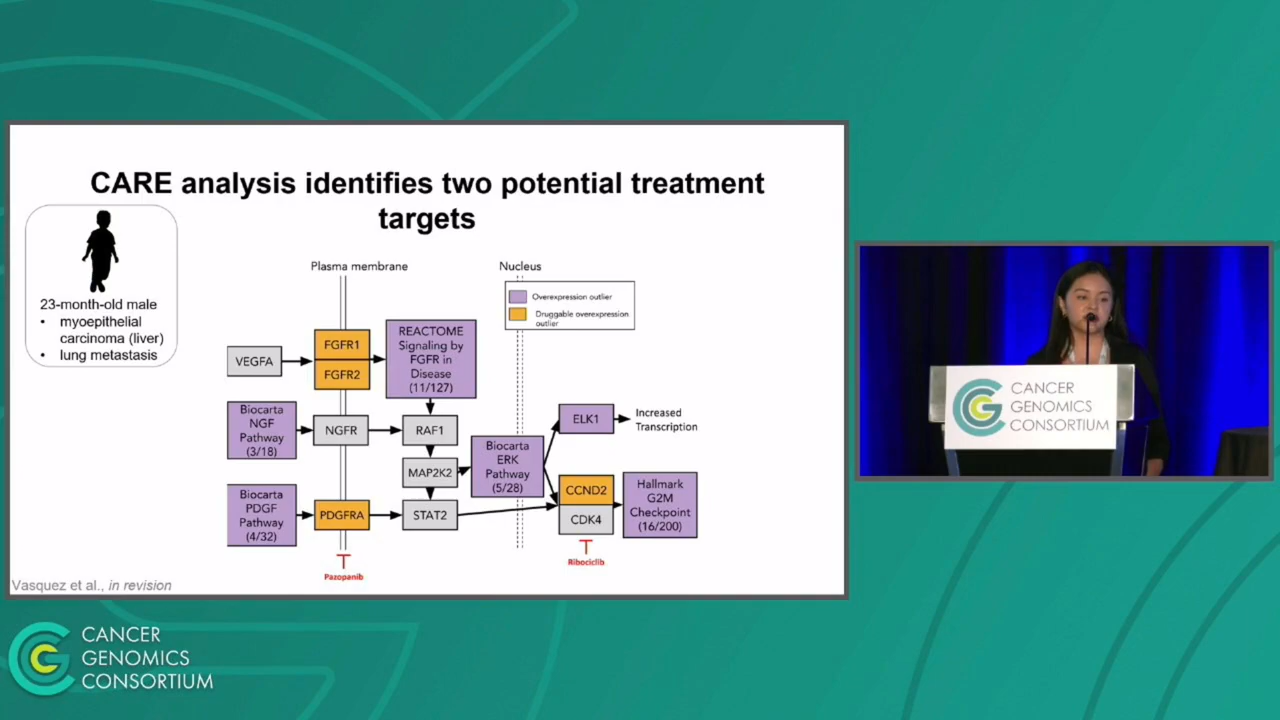 CARE analysis identifies two potential treatment
targets
23-month-old male
• myoepithelial
carcinoma (liver)
• lung metastasis
Plasma membrane
Nucleus
Overexpression outlier
Druggable overexpression
outlier
VEGFA
FGFR1
FGFR2
REACTOME
Signaling by
FGFR in
Disease
(11/127)
Biocarta
NGF
Pathway
(3/18)
NGFR
RAF1
MAP2K2
Biocarta
ERK
Pathway
(5/28)
ELK1
Increased
Transcription
Biocarta
PDGF
Pathway
(4/32)
PDGFRA
STAT2
CCND2
CDK4
Hallmark
G2M
Checkpoint
(16/200)
Pazopanib
Ribociclib
Vasquez et al., in revision
CANCER
GENOMICS
CONSORTIUM
CANCER
GENOMICS
CONSORTIUM